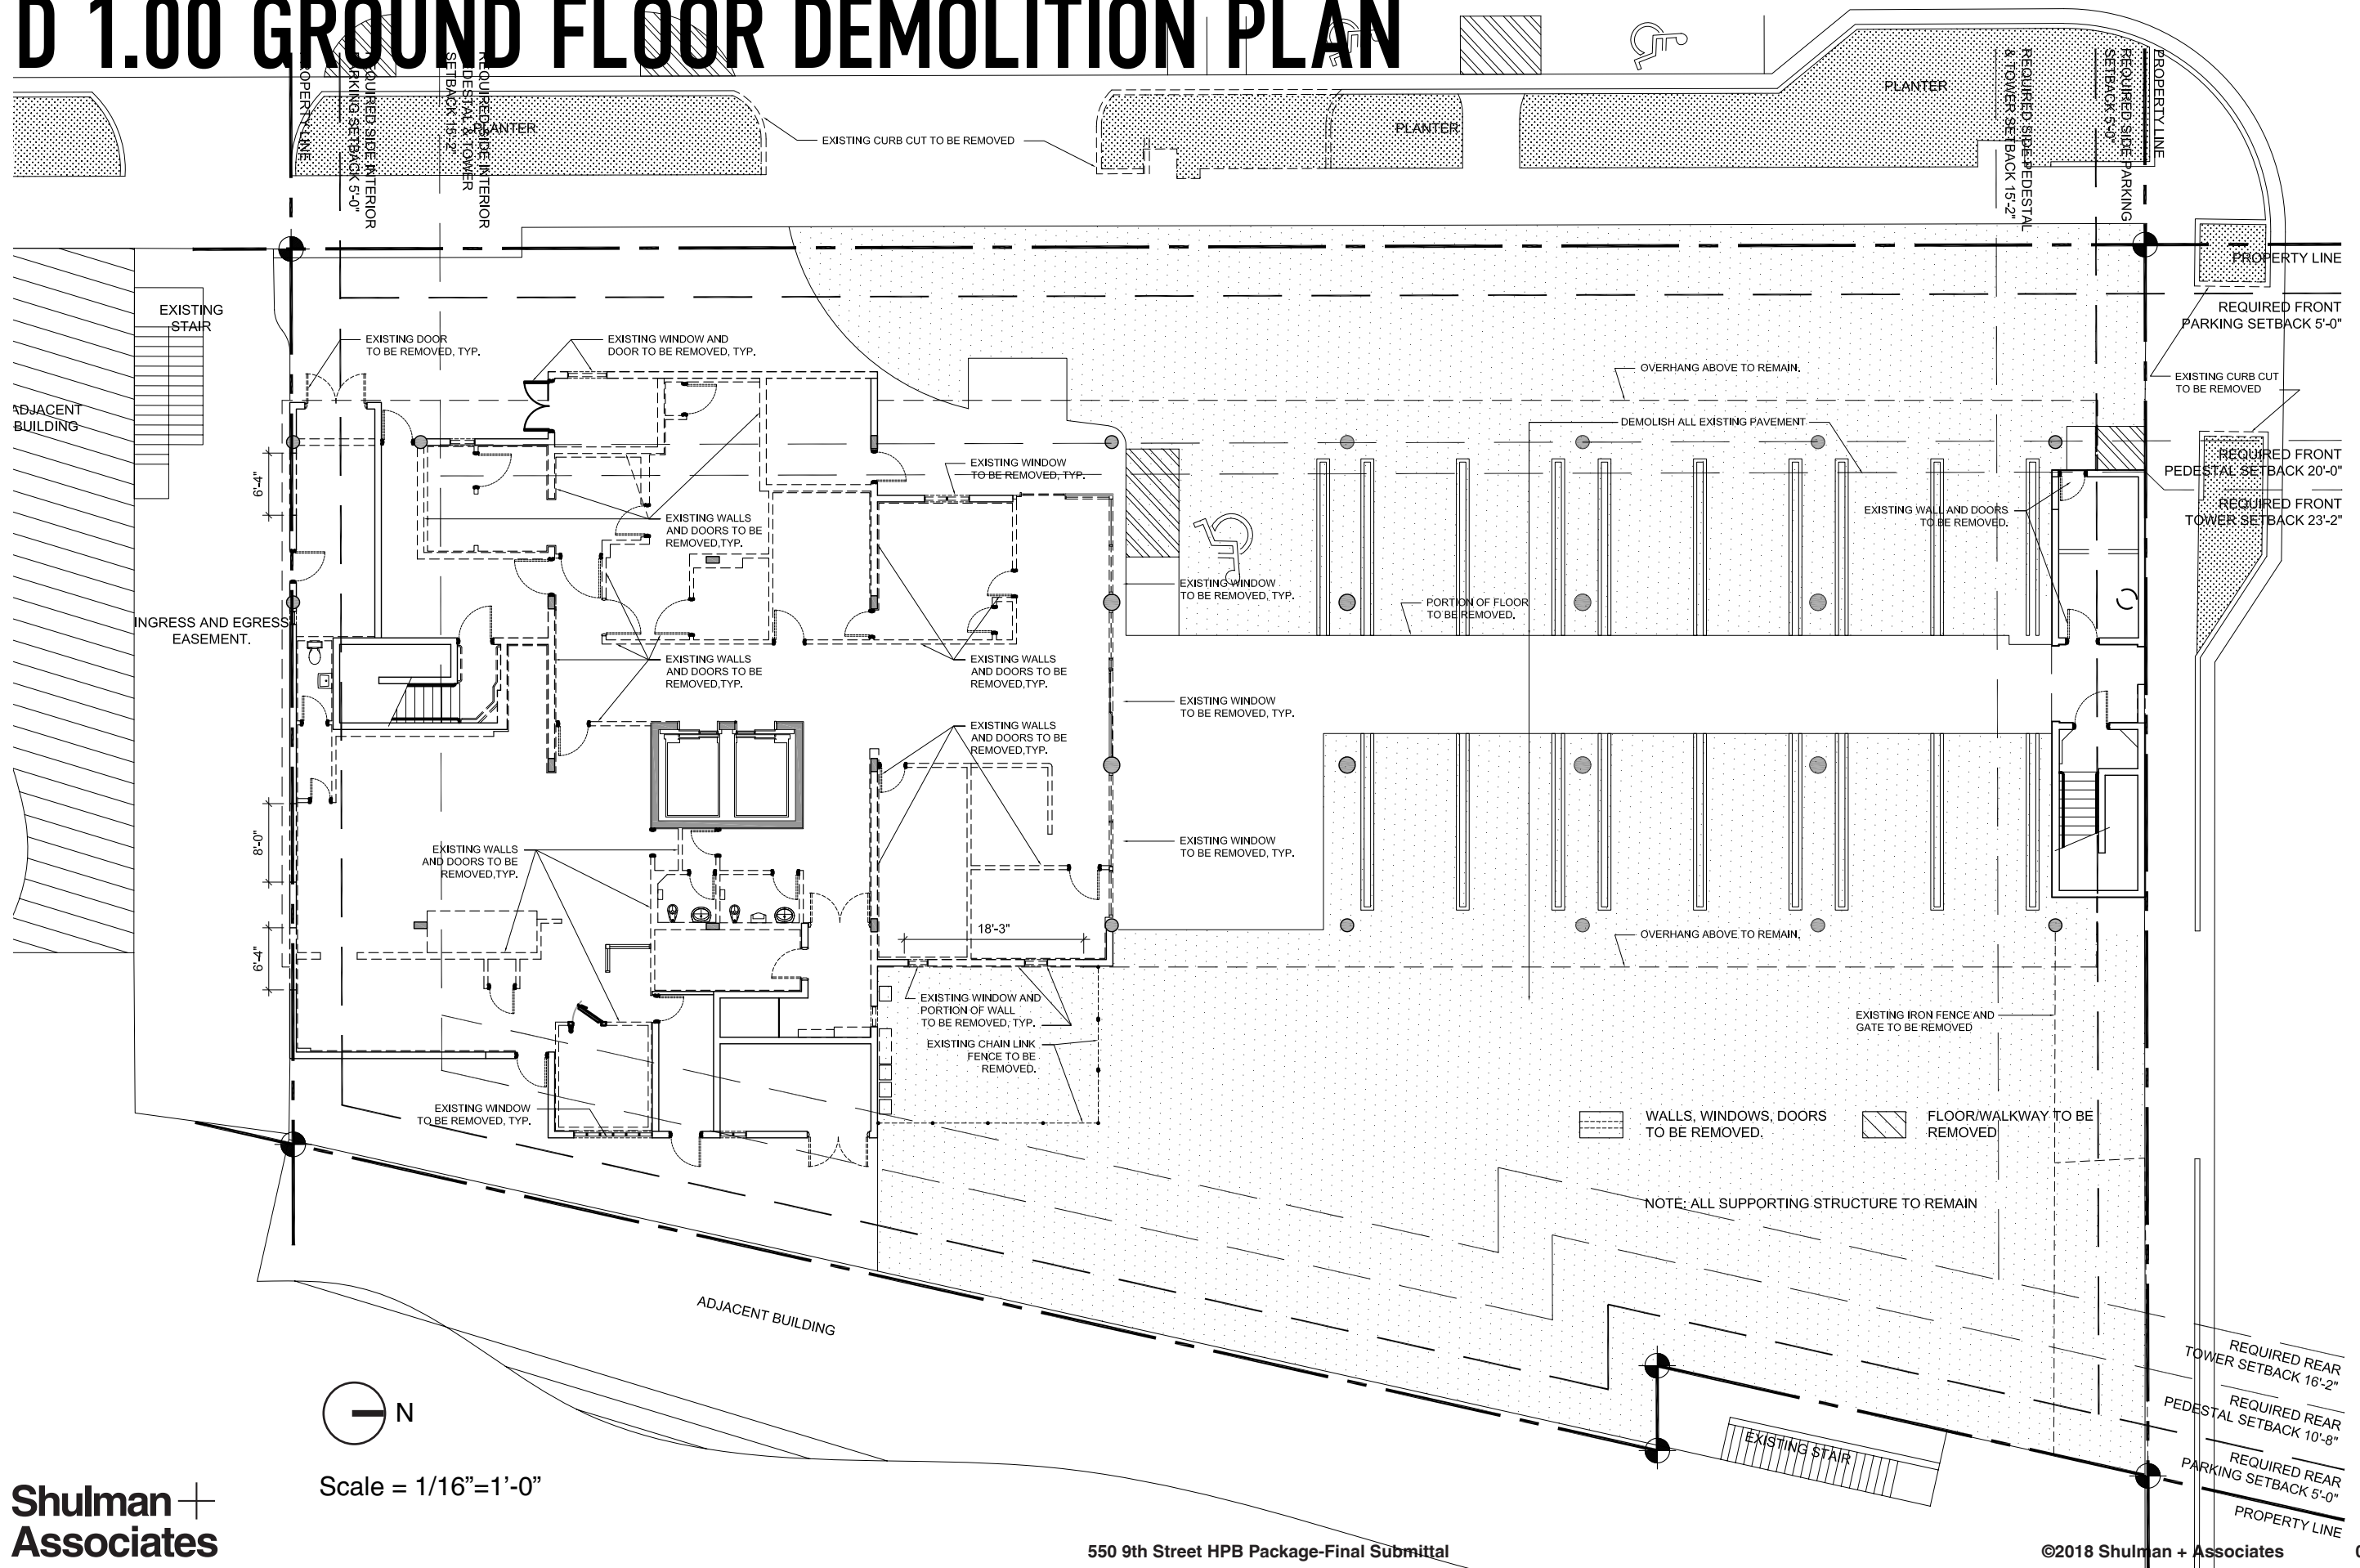 D 1.00 GROUND FLOOR DEMOLITION PLAN
PROPERTY LINE
REQUIRED SIDE INTERIOR
PARKING SETBACK 5'-0"
REQUIRED SIDE INTERIOR
PEDESTAL & TOWER
SETBACK 15'-2"
PLANTER
EXISTING CURB CUT TO BE REMOVED
PLANTER
PLANTER
REQUIRED SIDE PEDESTAL
& TOWER SETBACK 15'-2"
REQUIRED SIDE PARKING
SETBACK 5'-0"
PROPERTY LINE
PROPERTY LINE
REQUIRED FRONT
PARKING SETBACK 5'-0"
EXISTING CURB CUT
TO BE REMOVED
REQUIRED FRONT
PEDESTAL SETBACK 20'-0"
REQUIRED FRONT
TOWER SETBACK 23'-2"
EXISTING
STAIR
ADJACENT
BUILDING
INGRESS AND EGRESS
EASEMENT.
EXISTING DOOR
TO BE REMOVED, TYP.
EXISTING WINDOW AND
DOOR TO BE REMOVED, TYP.
OVERHANG ABOVE TO REMAIN.
DEMOLISH ALL EXISTING PAVEMENT
EXISTING WINDOW
TO BE REMOVED, TYP.
6'-4"
EXISTING WALLS
AND DOORS TO BE
REMOVED,TYP.
EXISTING WALL AND DOORS
TO BE REMOVED.
EXISTING WINDOW
TO BE REMOVED, TYP.
PORTION OF FLOOR
TO BE REMOVED.
EXISTING WALLS
AND DOORS TO BE
REMOVED,TYP.
EXISTING WALLS
AND DOORS TO BE
REMOVED,TYP.
EXISTING WINDOW
TO BE REMOVED, TYP.
EXISTING WALLS
AND DOORS TO BE
REMOVED,TYP.
8'-0"
EXISTING WALLS
AND DOORS TO BE
REMOVED,TYP.
EXISTING WINDOW
TO BE REMOVED, TYP.
6'-4"
18'-3"
OVERHANG ABOVE TO REMAIN.
EXISTING WINDOW AND
PORTION OF WALL
TO BE REMOVED, TYP.
EXISTING CHAIN LINK
FENCE TO BE
REMOVED.
EXISTING IRON FENCE AND
GATE TO BE REMOVED
EXISTING WINDOW
TO BE REMOVED, TYP.
WALLS, WINDOWS, DOORS
TO BE REMOVED.
FLOOR/WALKWAY TO BE
REMOVED
NOTE: ALL SUPPORTING STRUCTURE TO REMAIN
ADJACENT BUILDING
EXISTING STAIR
REQUIRED REAR
TOWER SETBACK 16'-2"
REQUIRED REAR
PEDESTAL SETBACK 10'-8"
REQUIRED REAR
PARKING SETBACK 5'-0"
PROPERTY LINE
N
Scale = 1/16”=1’-0”
Shulman +
Associates
550 9th Street HPB Package-Final Submittal
©2018 Shulman + Associates